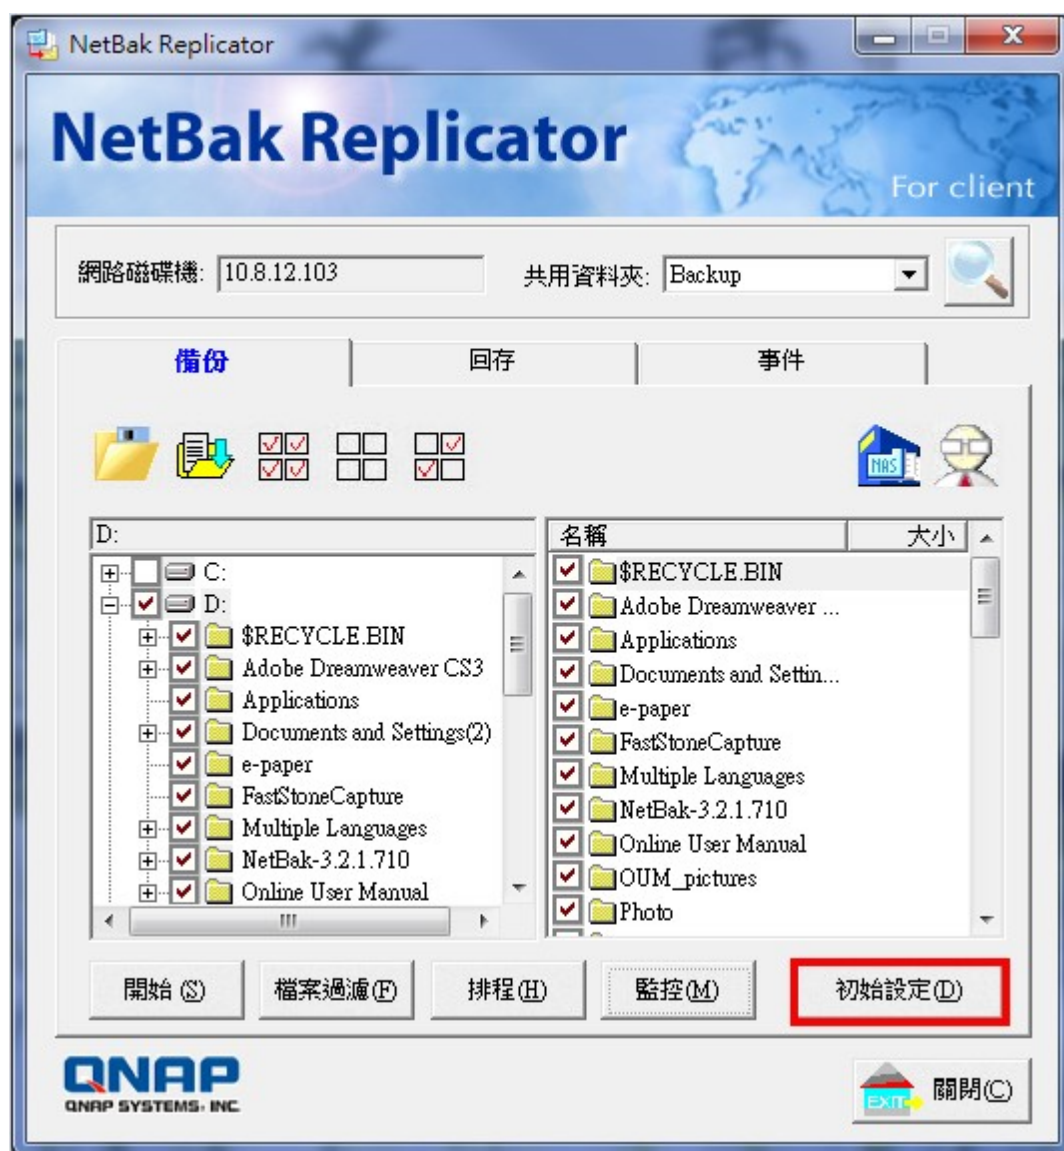 NetBak Replicator
NetBak Replicator
For client
網路磁碟機: 10.8.12.103 共用資料夾: Backup
備份 回存 事件
NAS
D:
C:
D:
$RECYCLE.BIN
Adobe Dreamweaver CS3
Applications
Documents and Settings(2)
e-paper
FastStoneCapture
Multiple Languages
NetBak-3.2.1.710
Online User Manual
名稱 大小
$RECYCLE.BIN
Adobe Dreamweaver ...
Applications
Documents and Settin...
e-paper
FastStoneCapture
Multiple Languages
NetBak-3.2.1.710
Online User Manual
OUM_pictures
Photo
開始 (S) 檔案過濾(F) 排程(H) 監控(M) 初始設定(D)
QNAP
QNAP SYSTEMS, INC
EXIT 關閉(C)